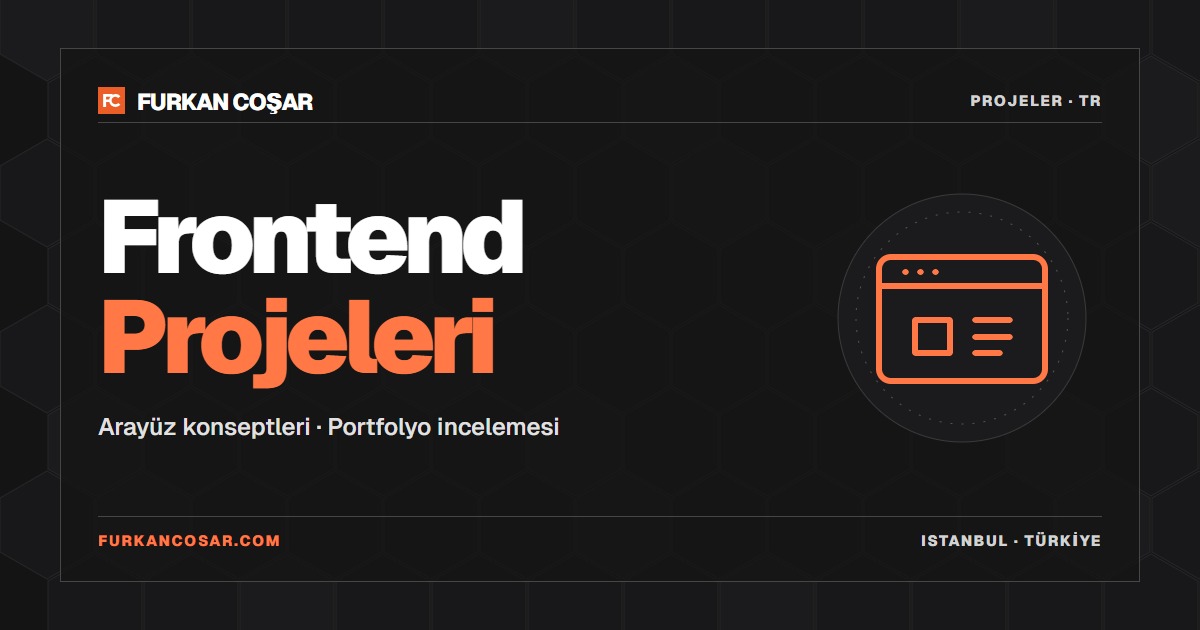 FC FURKAN COŞAR
PROJELER · TR
Frontend
Projeleri
Arayüz konseptleri · Portfolyo incelemesi
FURKANCOSAR.COM
ISTANBUL · TÜRKİYE